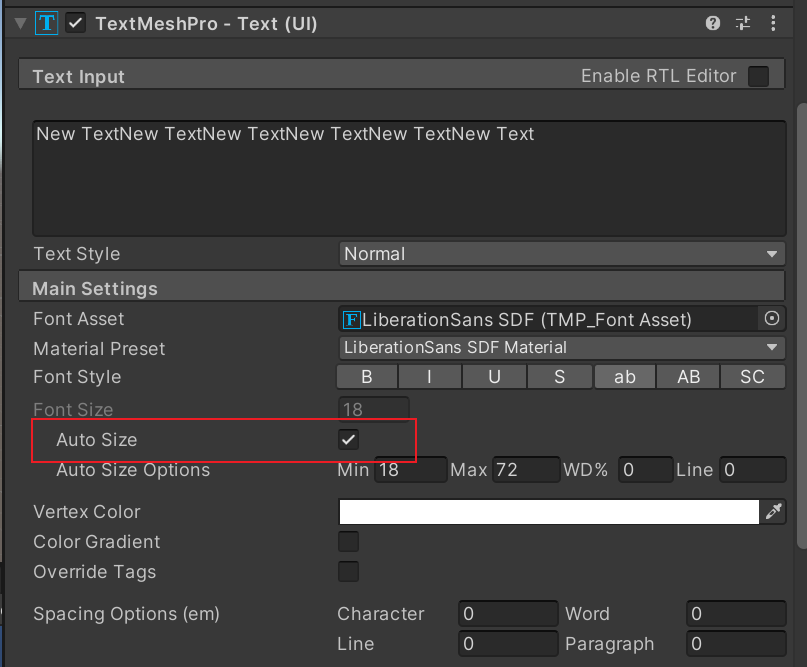 TextMeshPro - Text (UI)
Text Input Enable RTL Editor
New TextNew TextNew TextNew TextNew TextNew Text
Text Style Normal
Main Settings
Font Asset F LiberationSans SDF (TMP_Font Asset)
Material Preset LiberationSans SDF Material
Font Style B I U S ab AB SC
Font Size 18
Auto Size
Auto Size Options Min 18 Max 72 WD% 0 Line 0
Vertex Color
Color Gradient
Override Tags
Spacing Options (em) Character 0 Word 0
Line 0 Paragraph 0